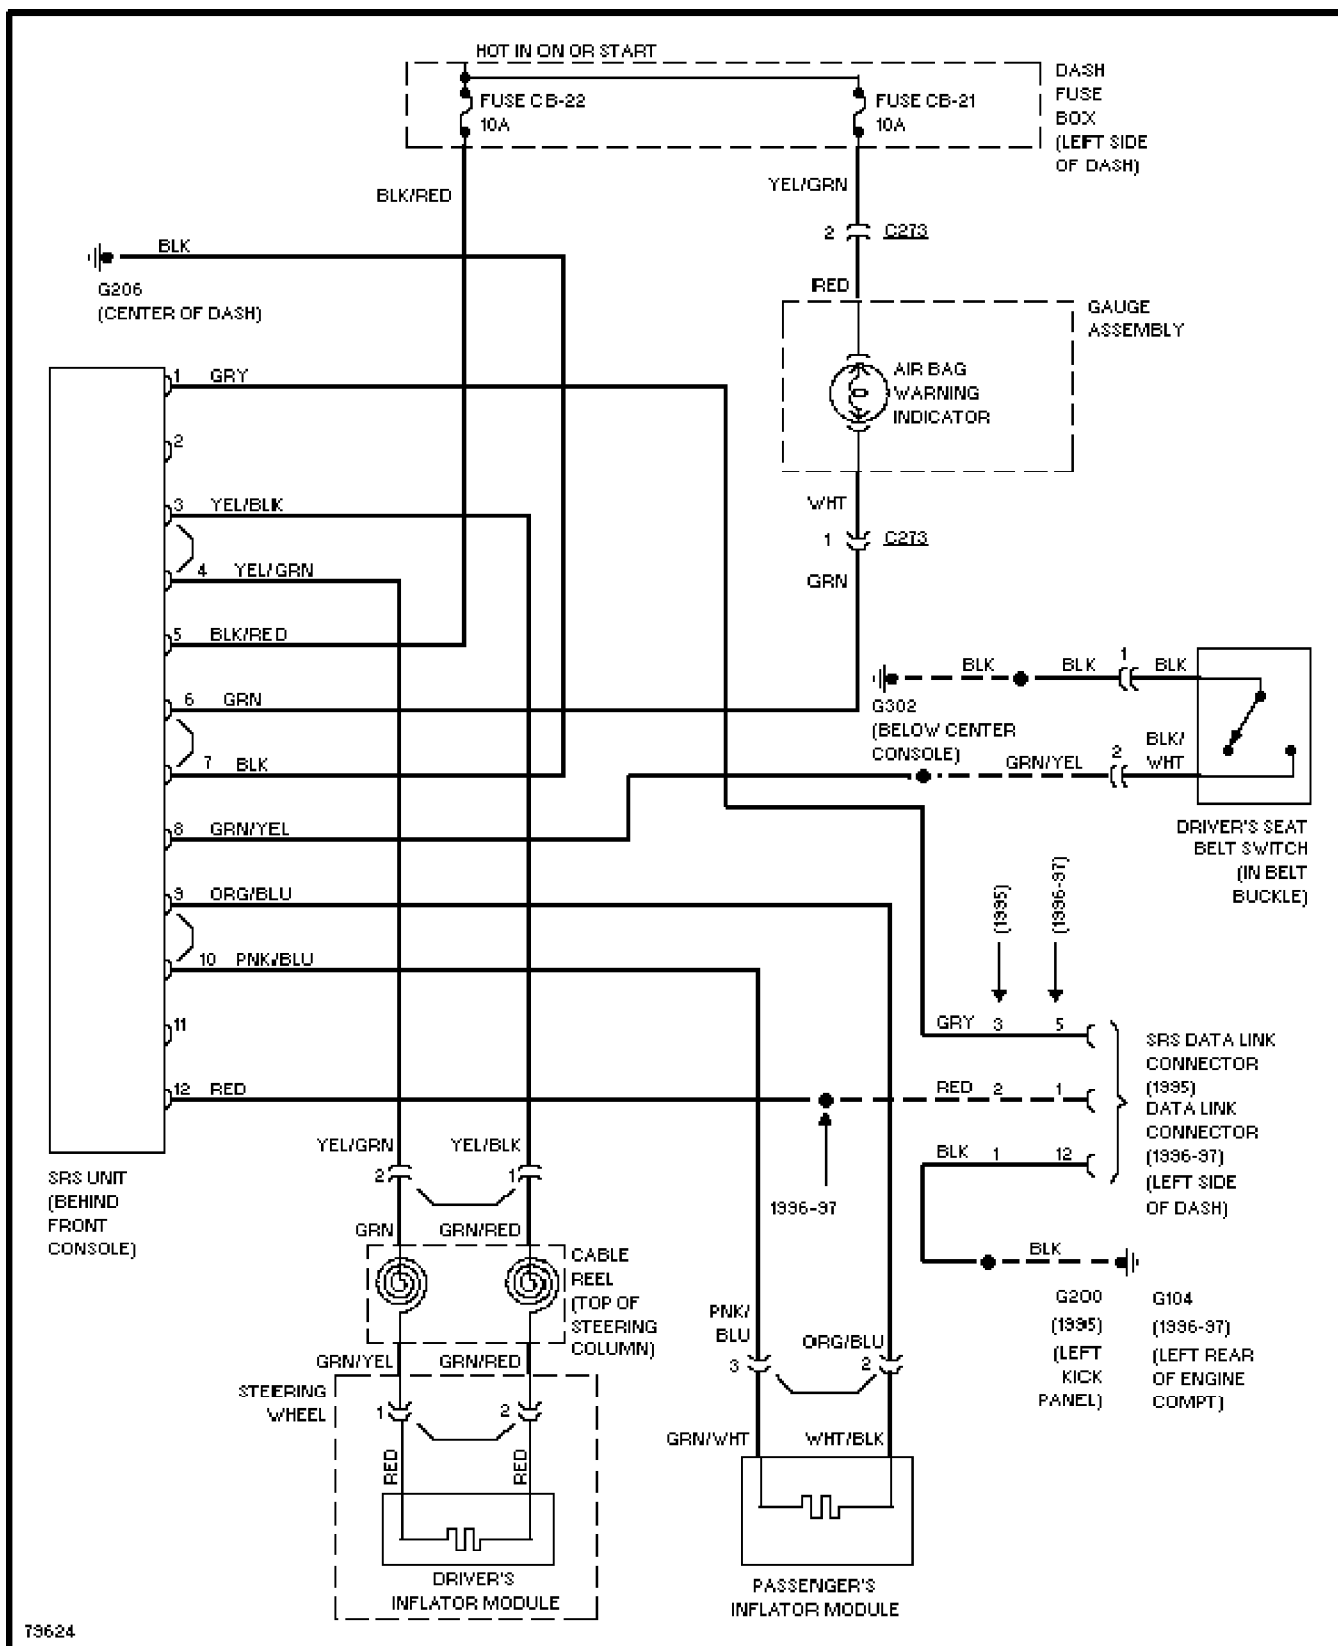 HOT IN ON OR START
DASH
FUSE
BOX
(LEFT SIDE
OF DASH)
FUSE CB-22
10A
FUSE CB-21
10A
BLK/RED
YEL/GRN
2
C273
BLK
G206
(CENTER OF DASH)
RED
GAUGE
ASSEMBLY
AIR BAG
WARNING
INDICATOR
WHT
1
C273
GRN
1 GRY
2
3 YEL/BLK
4 YEL/GRN
5 BLK/RED
6 GRN
7 BLK
8 GRN/YEL
9 ORG/BLU
10 PNK/BLU
11
12 RED
SRS UNIT
(BEHIND
FRONT
CONSOLE)
BLK
BLK
1
BLK
G302
(BELOW CENTER
CONSOLE)
GRN/YEL
2
BLK/
WHT
DRIVER'S SEAT
BELT SWITCH
(IN BELT
BUCKLE)
(1995)
(1996-97)
GRY 3 5
RED 2 1
BLK 1 12
SRS DATA LINK
CONNECTOR
(1995)
DATA LINK
CONNECTOR
(1996-97)
(LEFT SIDE
OF DASH)
1996-97
BLK
G200
(1995)
(LEFT
KICK
PANEL)
G104
(1996-97)
(LEFT REAR
OF ENGINE
COMPT)
YEL/GRN
YEL/BLK
2
1
GRN
GRN/RED
CABLE
REEL
(TOP OF
STEERING
COLUMN)
GRN/YEL
GRN/RED
STEERING
WHEEL
1
2
RED
RED
DRIVER'S
INFLATOR MODULE
PNK/
BLU
ORG/BLU
3
2
GRN/WHT
WHT/BLK
PASSENGER'S
INFLATOR MODULE
79624